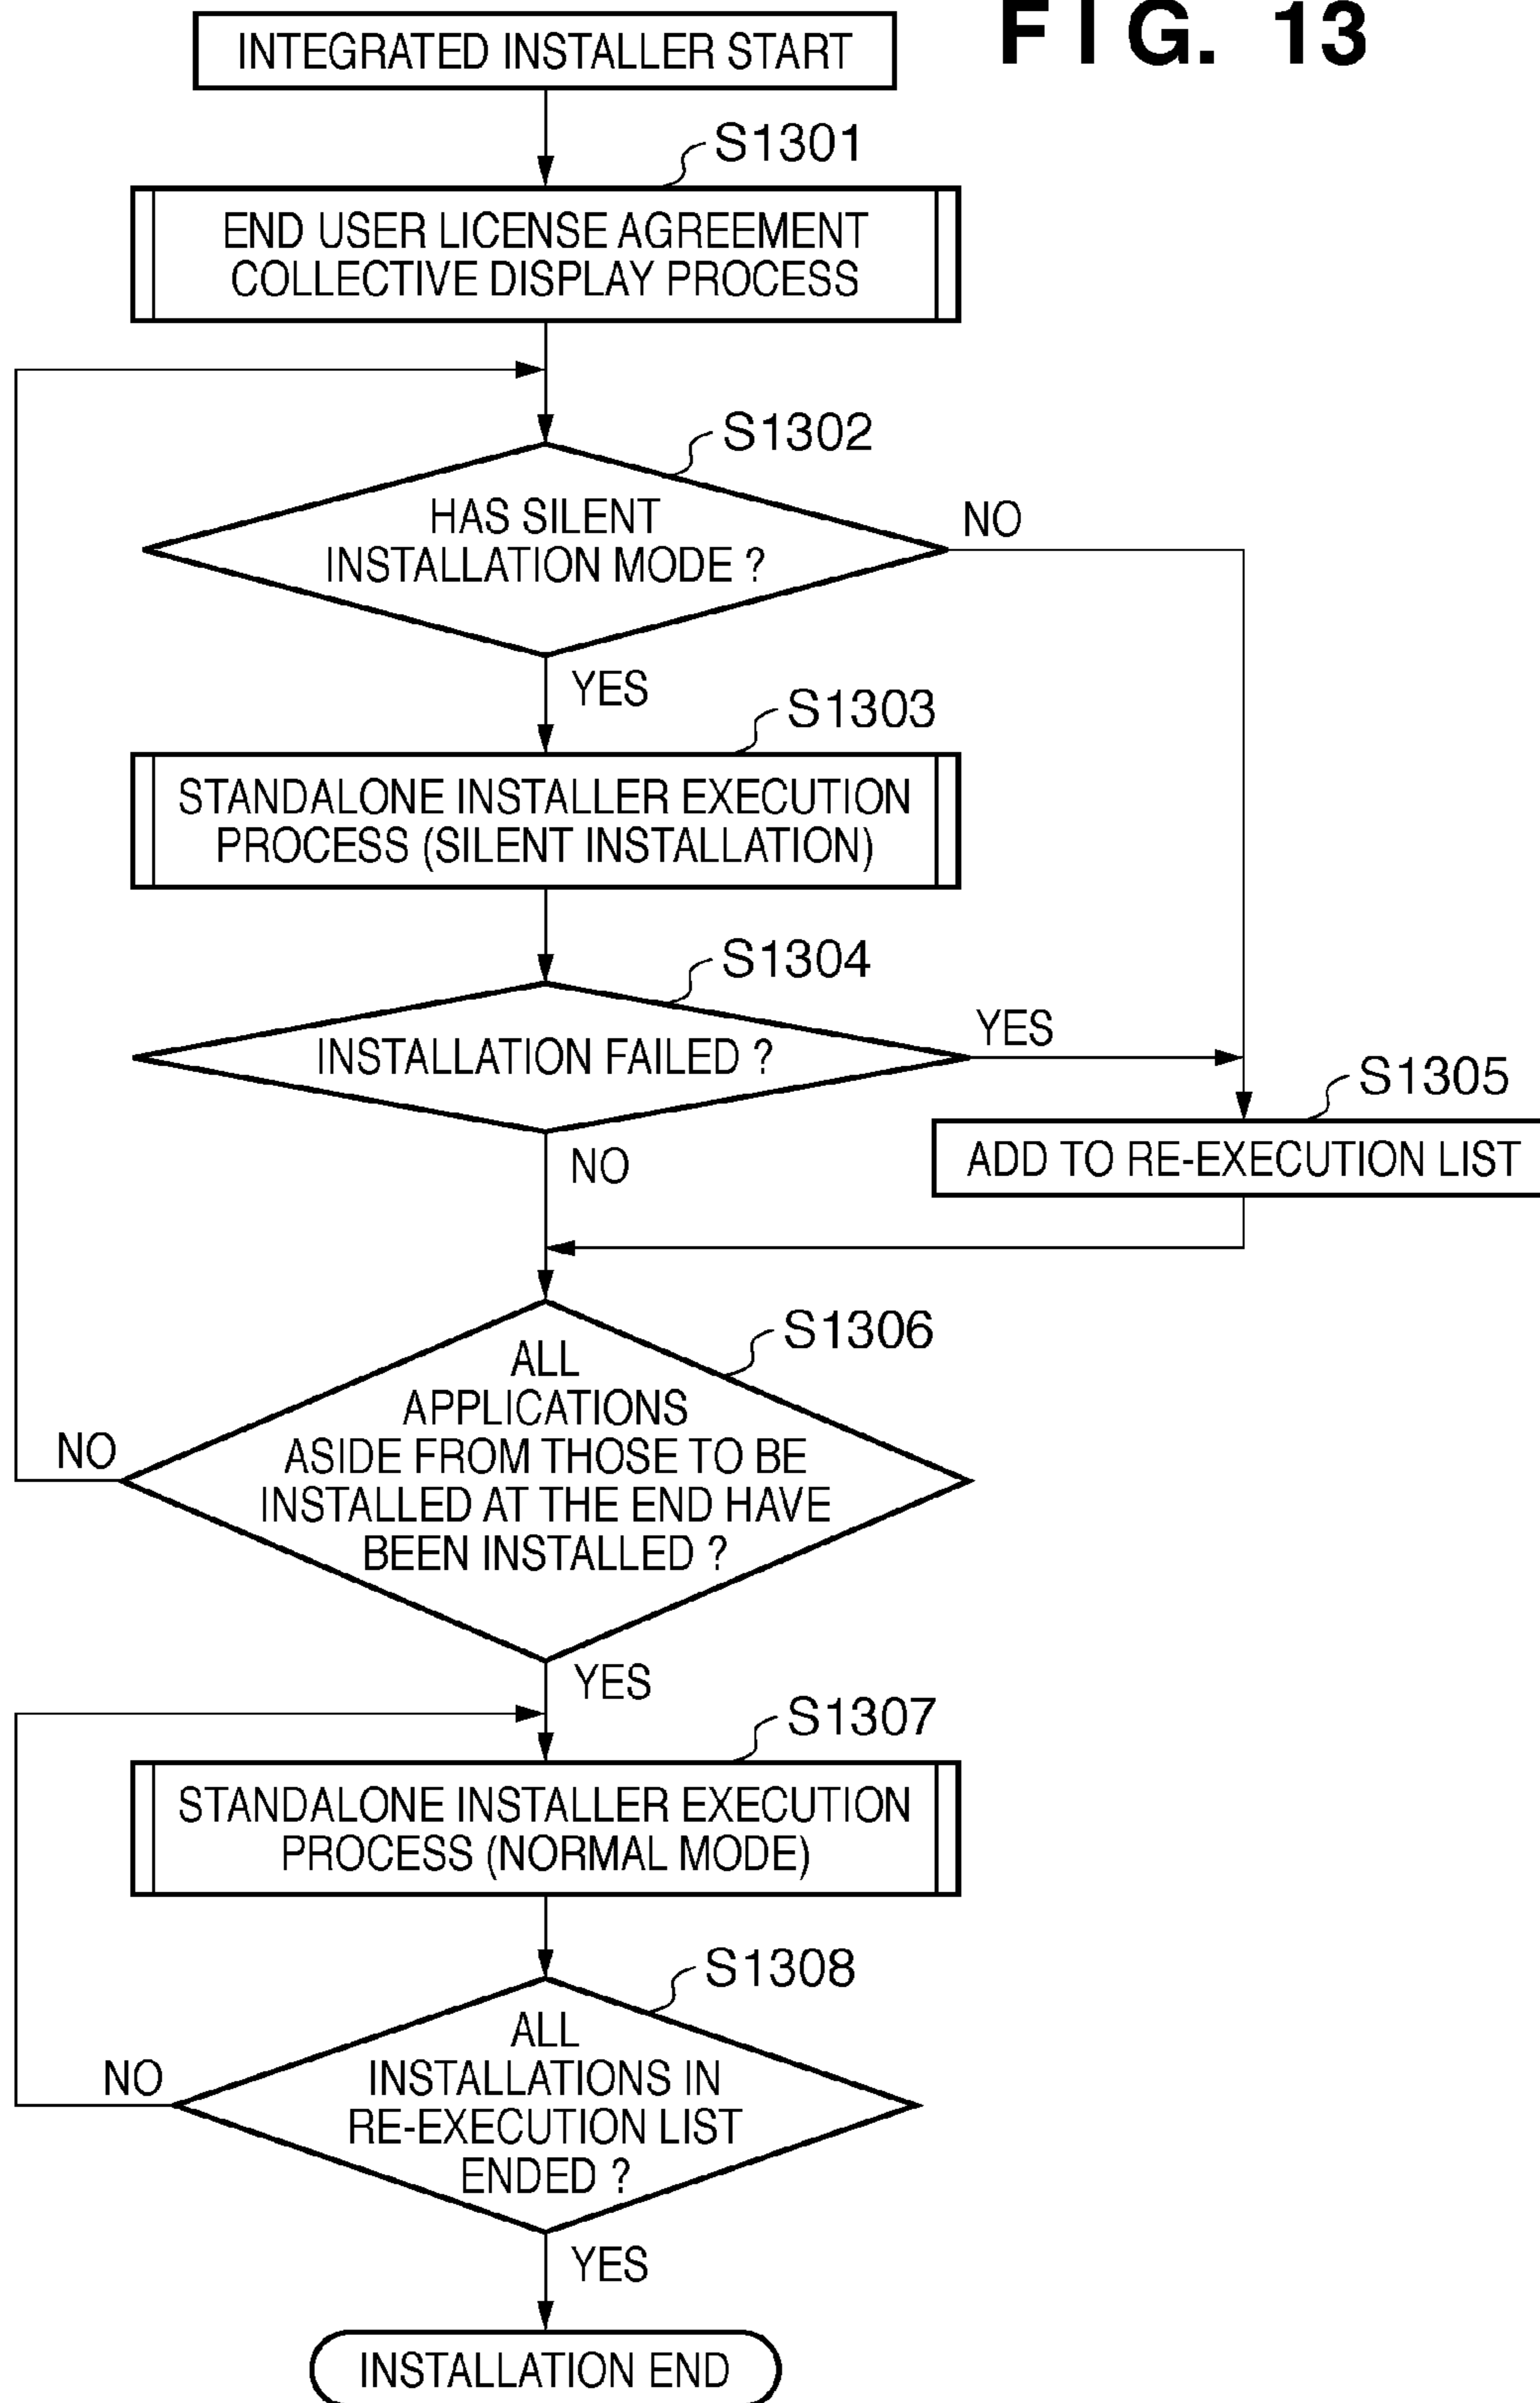 FIG. 13
INTEGRATED INSTALLER START
S1301
END USER LICENSE AGREEMENT
COLLECTIVE DISPLAY PROCESS
S1302
HAS SILENT
INSTALLATION MODE ?
NO
YES
S1303
STANDALONE INSTALLER EXECUTION
PROCESS (SILENT INSTALLATION)
S1304
INSTALLATION FAILED ?
YES
S1305
ADD TO RE-EXECUTION LIST
NO
S1306
ALL
APPLICATIONS
ASIDE FROM THOSE TO BE
INSTALLED AT THE END HAVE
BEEN INSTALLED ?
NO
YES
S1307
STANDALONE INSTALLER EXECUTION
PROCESS (NORMAL MODE)
S1308
ALL
INSTALLATIONS IN
RE-EXECUTION LIST
ENDED ?
NO
YES
INSTALLATION END